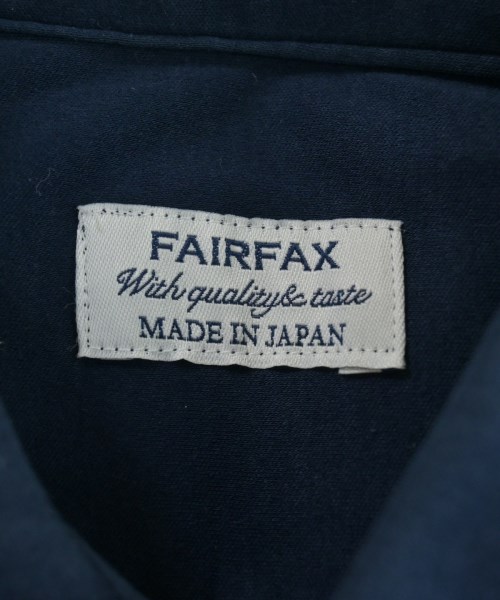 FAIRFAX
With quality & taste
MADE IN JAPAN